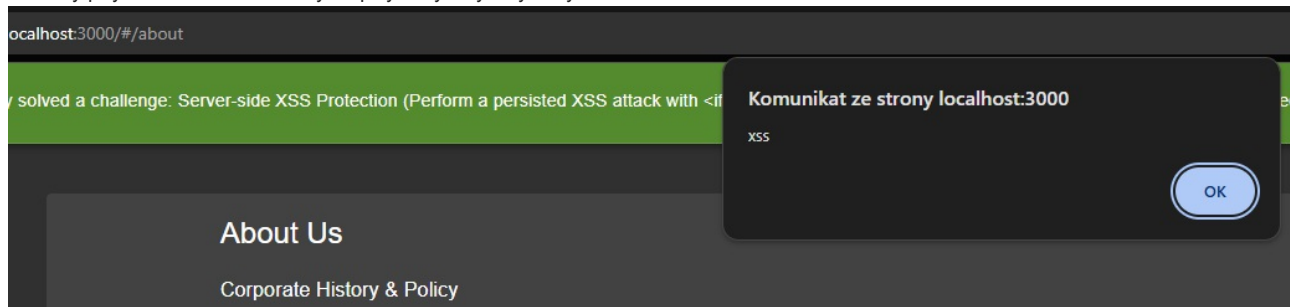 ocalhost:3000/#/about
solved a challenge: Server-side XSS Protection (Perform a persisted XSS attack with <if
Komunikat ze strony localhost:3000
xss
OK
About Us
Corporate History & Policy